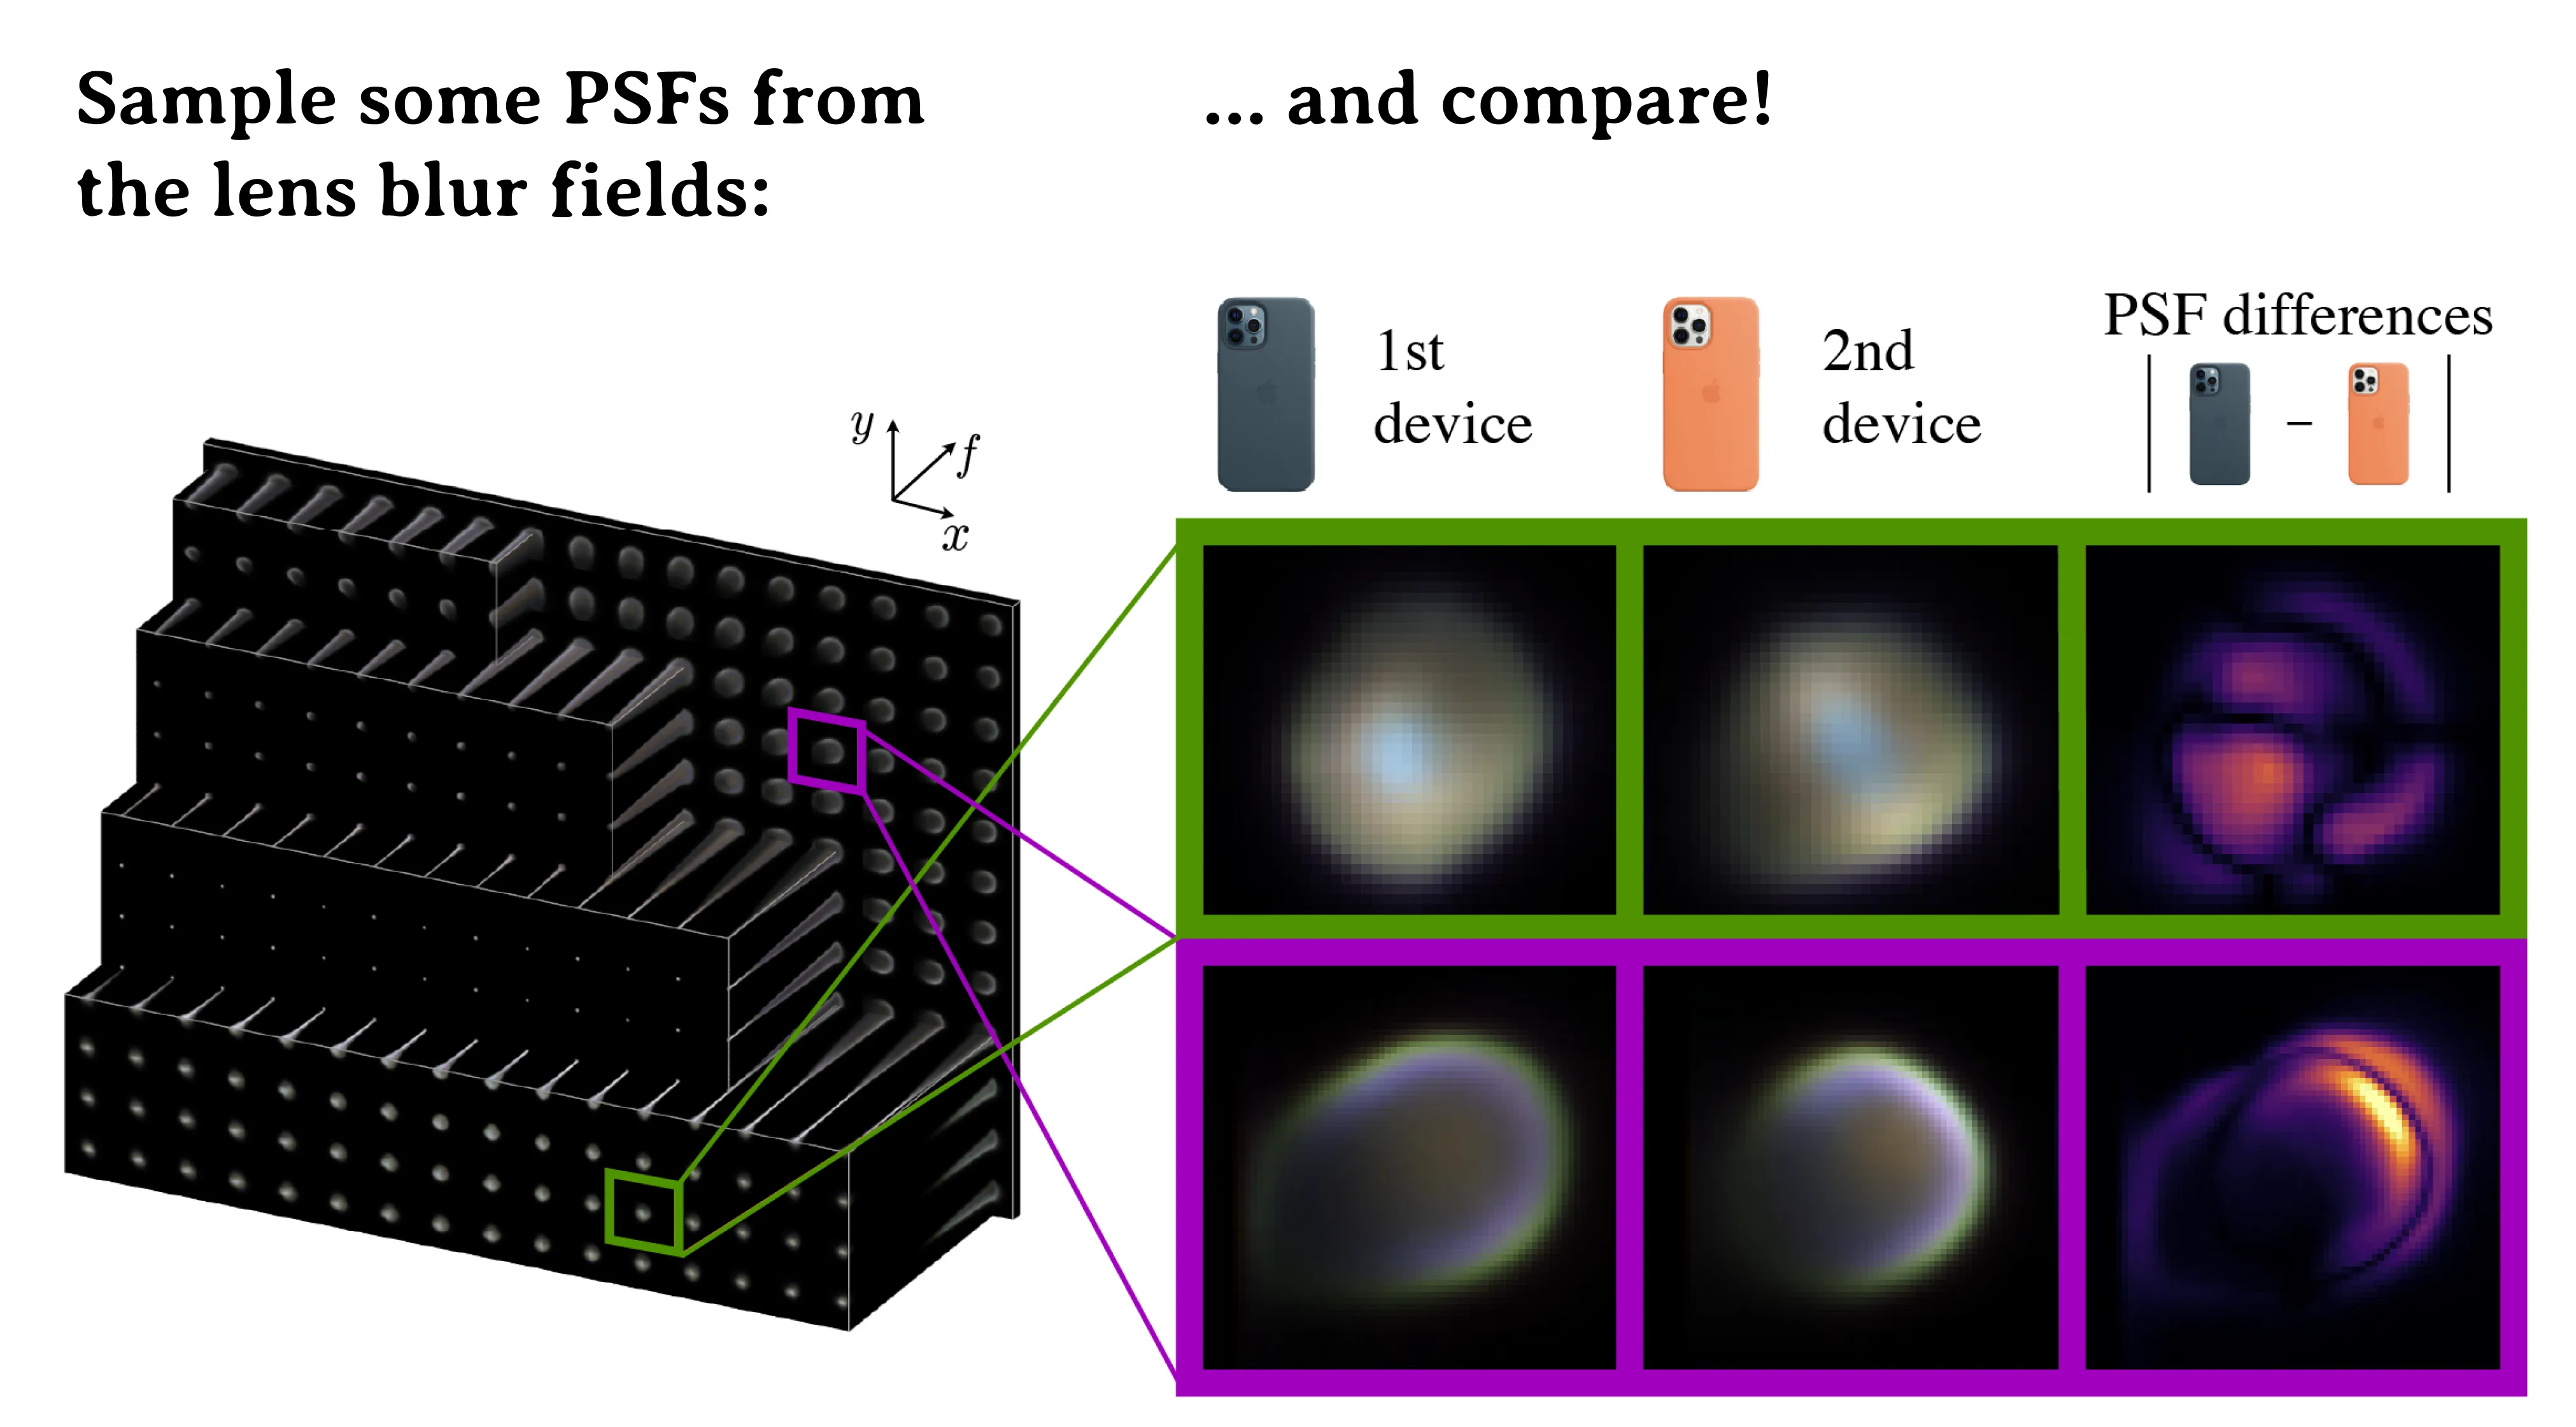 Sample some PSFs from
the lens blur fields:
... and compare!
y
f
x
1st
device
2nd
device
PSF differences
| − |